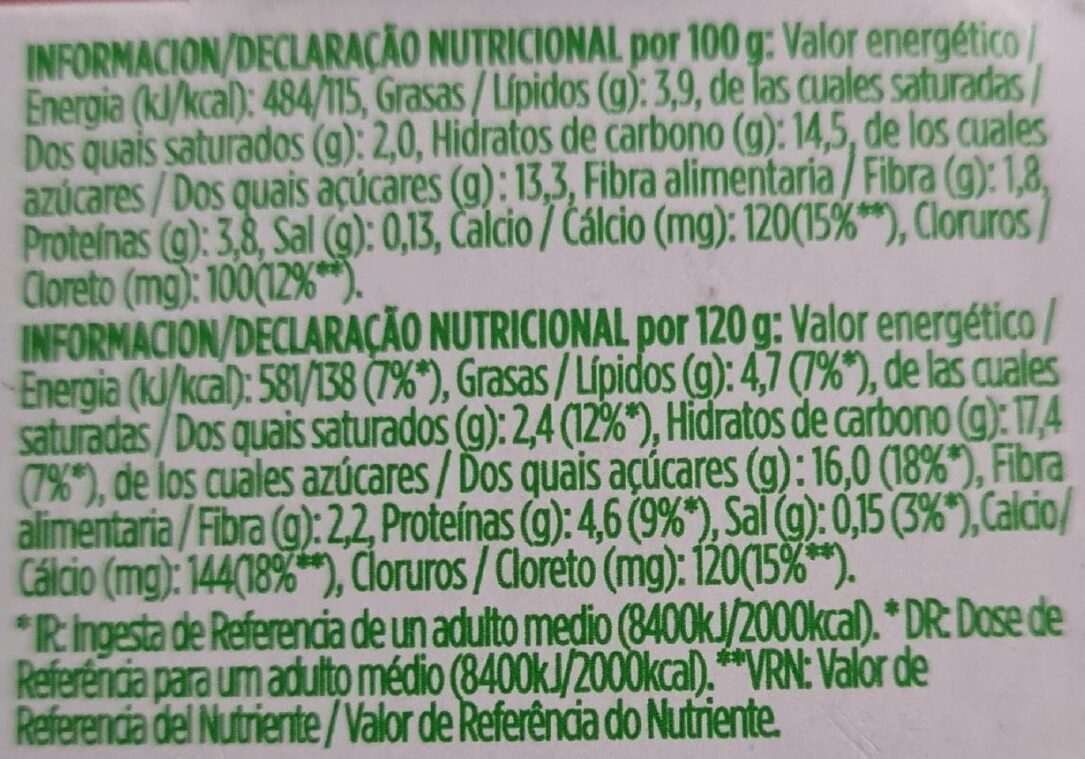 INFORMACION/DECLARAÇÃO NUTRICIONAL por 100 g: Valor energético /
Energia (kJ/kcal): 484/115, Grasas / Lípidos (g): 3,9, de las cuales saturadas /
Dos quais saturados (g): 2,0, Hidratos de carbono (g): 14,5, de los cuales
azúcares / Dos quais açúcares (g) : 13,3, Fibra alimentaria / Fibra (g): 1,8,
Proteínas (g): 3,8, Sal (g): 0,13, Calcio / Cálcio (mg): 120(15%**), Cloruros /
Cloreto (mg): 100(12%**).
INFORMACION/DECLARAÇÃO NUTRICIONAL por 120 g: Valor energético /
Energia (kJ/kcal): 581/138 (7%*), Grasas / Lípidos (g): 4,7 (7%*), de las cuales
saturadas / Dos quais saturados (g): 2,4 (12%*), Hidratos de carbono (g): 17,4
(7%*), de los cuales azúcares / Dos quais açúcares (g) : 16,0 (18%*), Fibra
alimentaria / Fibra (g): 2,2, Proteínas (g): 4,6 (9%*), Sal (g): 0,15 (3%*), Calcio/
Cálcio (mg): 144(18%**), Cloruros / Cloreto (mg): 120(15%**).
* IR: Ingesta de Referencia de un adulto medio (8400kJ/2000kcal). * DR: Dose de
Referência para um adulto médio (8400kJ/2000kcal). **VRN: Valor de
Referencia del Nutriente / Valor de Referência do Nutriente.